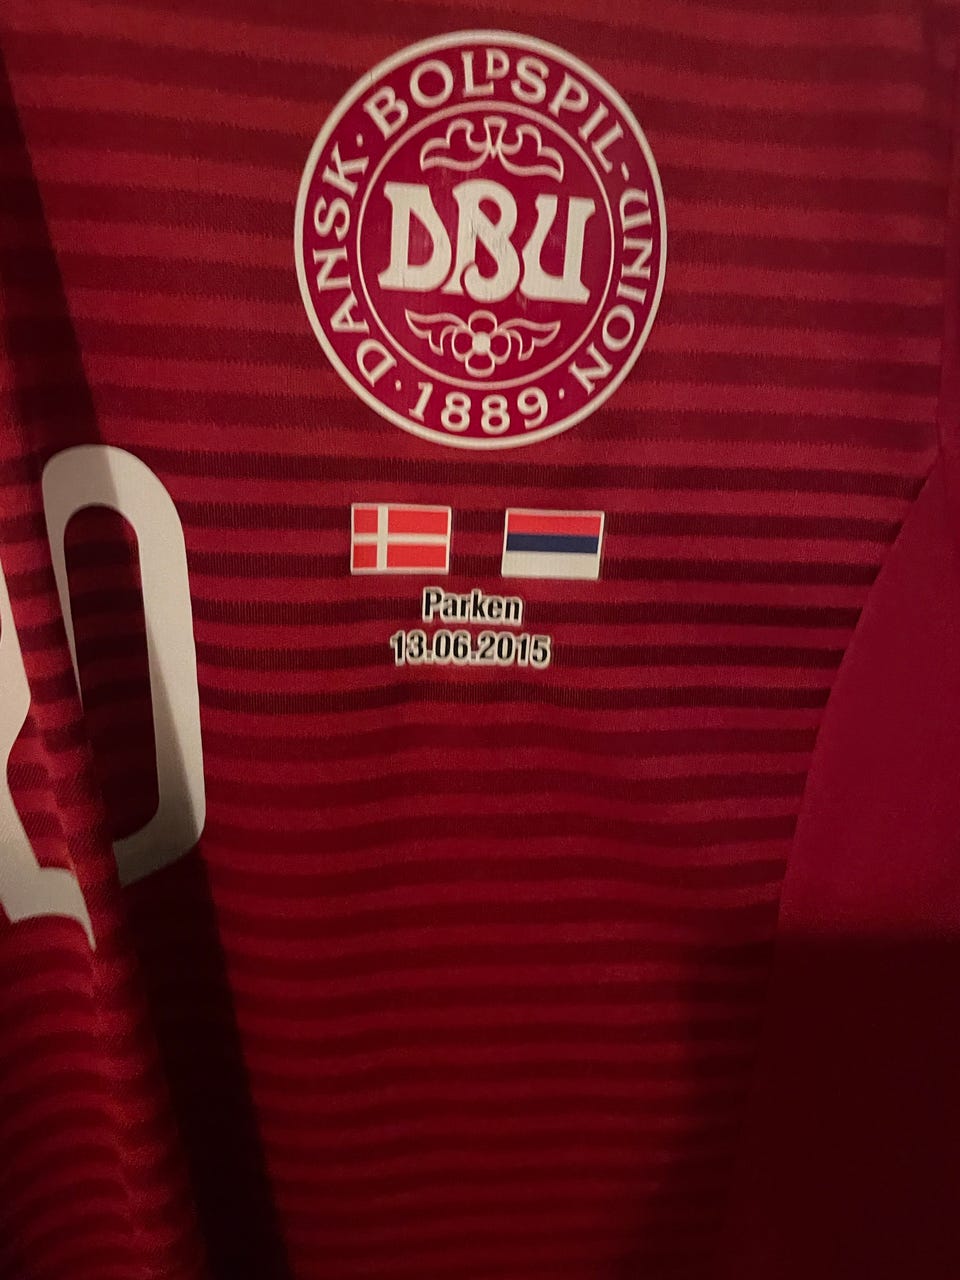 DANSK · BOLDSPIL-UNION
DBU
· 1889 ·
Parken
13.06.2015